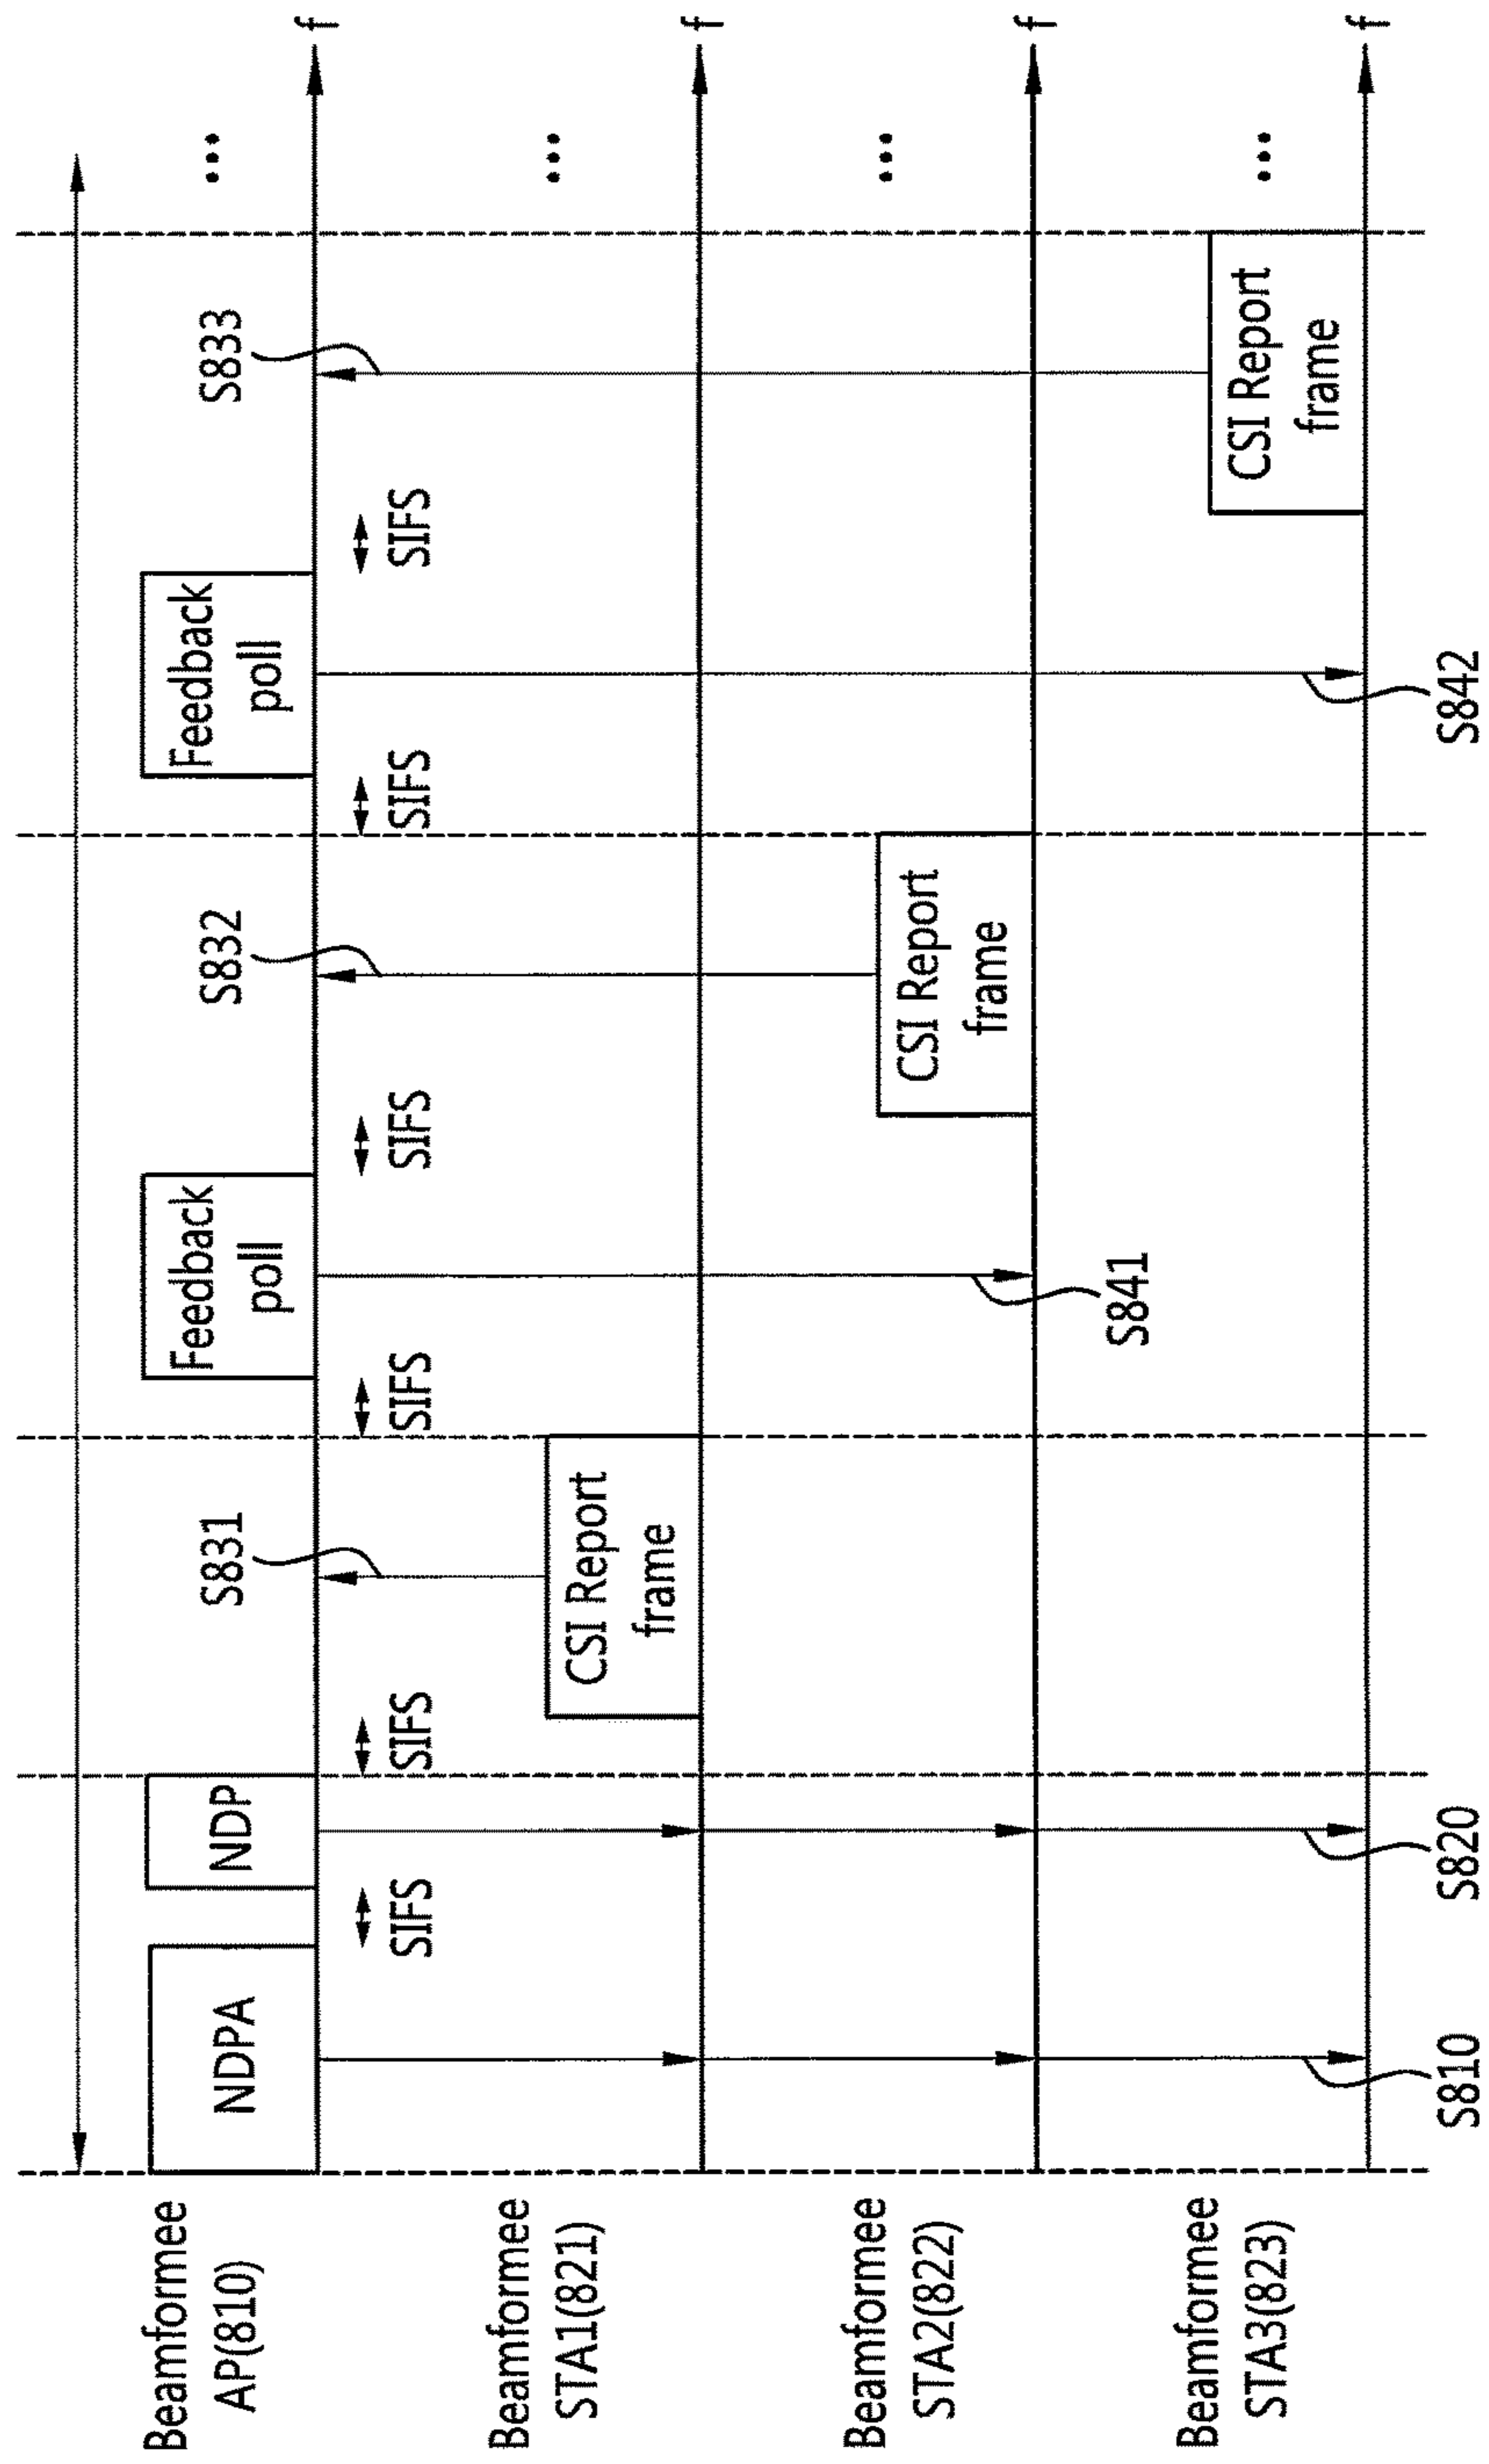 Beamformee
AP(810)
NDPA
NDP
S831
Feedback
poll
S832
Feedback
poll
S833
...
f
SIFS
SIFS
SIFS
SIFS
SIFS
SIFS
Beamformee
STA1(821)
CSI Report
frame
...
f
Beamformee
STA2(822)
CSI Report
frame
...
f
S841
Beamformee
STA3(823)
CSI Report
frame
...
f
S810
S820
S842